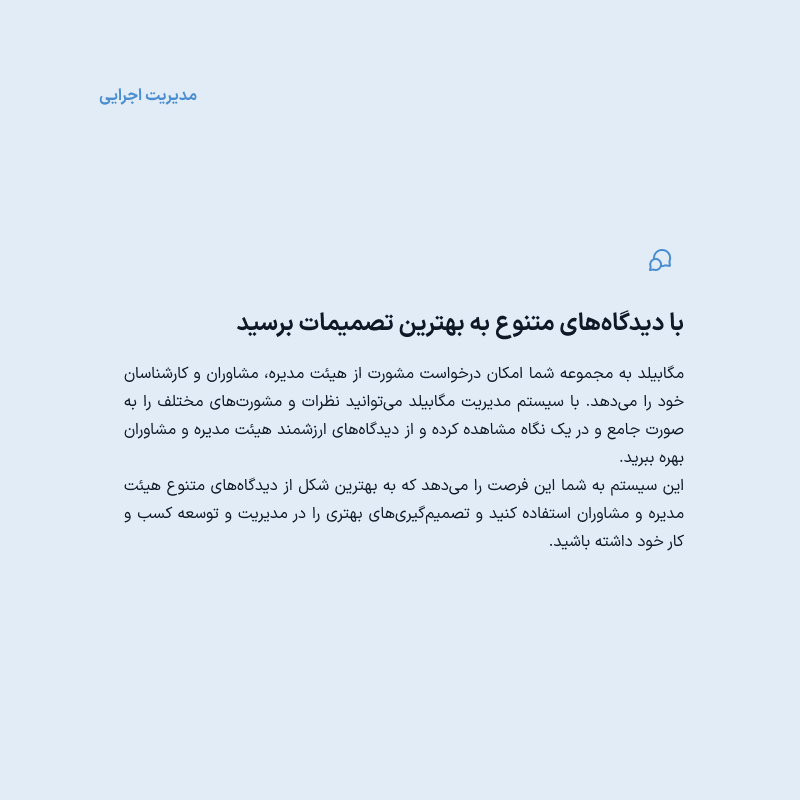 مدیریت اجرایی
با دیدگاه‌های متنوع به بهترین تصمیمات برسید
مگابیلد به مجموعه شما امکان درخواست مشورت از هیئت مدیره، مشاوران و کارشناسان
خود را می‌دهد. با سیستم مدیریت مگابیلد می‌توانید نظرات و مشورت‌های مختلف را به
صورت جامع و در یک نگاه مشاهده کرده و از دیدگاه‌های ارزشمند هیئت مدیره و مشاوران
بهره ببرید.
این سیستم به شما این فرصت را می‌دهد که به بهترین شکل از دیدگاه‌های متنوع هیئت
مدیره و مشاوران استفاده کنید و تصمیم‌گیری‌های بهتری را در مدیریت و توسعه کسب و
کار خود داشته باشید.